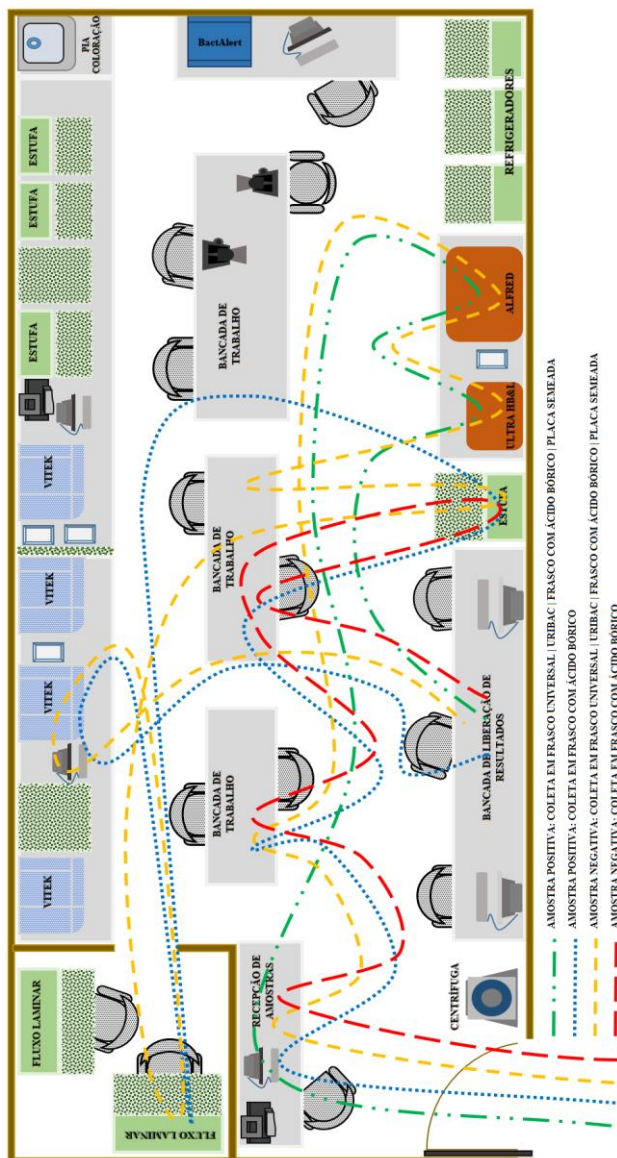 PIA
COLORAÇÃO
BactAlert
ESTUFA
ESTUFA
ESTUFA
REFRIGERADORES
BANCADA DE
TRABALHO
ALFRED
ULTRA HB&L
VITEK
BANCADA DE
TRABALHO
ESTUFA
VITEK
VITEK
BANCADA DE
TRABALHO
BANCADA DE LIBERAÇÃO DE
RESULTADOS
VITEK
FLUXO LAMINAR
RECEPÇÃO DE
AMOSTRAS
CENTRÍFUGA
FLUXO LAMINAR
AMOSTRA POSITIVA: COLETA EM FRASCO UNIVERSAL | URIBAC | FRASCO COM ÁCIDO BÓRICO | PLACA SEMEADA
AMOSTRA POSITIVA: COLETA EM FRASCO COM ÁCIDO BÓRICO
AMOSTRA NEGATIVA: COLETA EM FRASCO UNIVERSAL | URIBAC | FRASCO COM ÁCIDO BÓRICO | PLACA SEMEADA
AMOSTRA NEGATIVA: COLETA EM FRASCO COM ÁCIDO BÓRICO